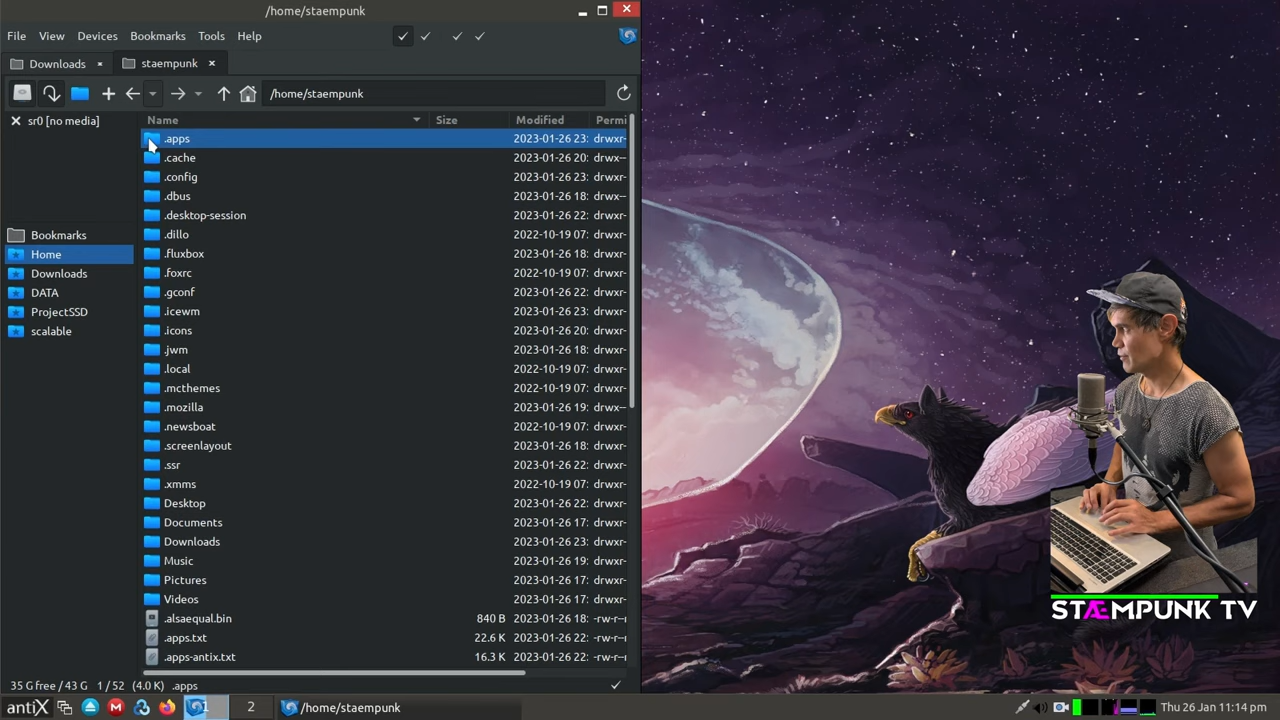 /home/staempunk
File View Devices Bookmarks Tools Help
Downloads staempunk
/home/staempunk
sr0 [no media]
Name Size Modified Permi
.apps 2023-01-26 23: drwxr-
.cache 2023-01-26 20: drwx--
.config 2023-01-26 23: drwxr-
.dbus 2023-01-26 18: drwxr-
.desktop-session 2023-01-26 22: drwxr-
.dillo 2022-10-19 07: drwxr-
.fluxbox 2023-01-26 18: drwxr-
.foxrc 2022-10-19 07: drwxr-
.gconf 2023-01-26 22: drwxr-
.icewm 2023-01-26 23: drwxr-
.icons 2023-01-26 20: drwxr-
.jwm 2023-01-26 18: drwxr-
.local 2022-10-19 07: drwxr-
.mcthemes 2022-10-19 07: drwxr-
.mozilla 2023-01-26 19: drwx--
.newsboat 2022-10-19 07: drwxr-
.screenlayout 2023-01-26 18: drwxr-
.ssr 2023-01-26 22: drwxr-
.xmms 2022-10-19 07: drwxr-
Desktop 2023-01-26 22: drwxr-
Documents 2023-01-26 17: drwxr-
Downloads 2023-01-26 23: drwxr-
Music 2023-01-26 19: drwxr-
Pictures 2023-01-26 17: drwxr-
Videos 2023-01-26 17: drwxr-
.alsaequal.bin 840 B 2023-01-26 18: -rw-r--r
.apps.txt 22.6 K 2023-01-26 23: -rw-r--r
.apps-antix.txt 16.3 K 2023-01-26 22: -rw-r--r
Bookmarks
Home
Downloads
DATA
ProjectSSD
scalable
35 G free / 43 G 1 / 52 (4.0 K) .apps
antiX 1 2 /home/staempunk Thu 26 Jan, 11:14 pm
STÆMPUNK TV